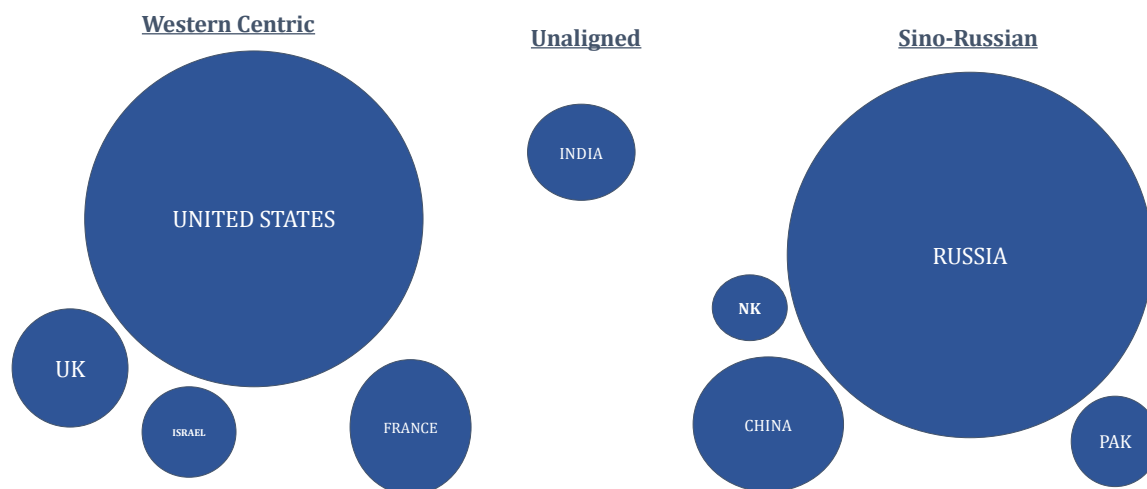 Western Centric
Unaligned
Sino-Russian
INDIA
UNITED STATES
RUSSIA
NK
UK
ISRAEL
FRANCE
CHINA
PAK